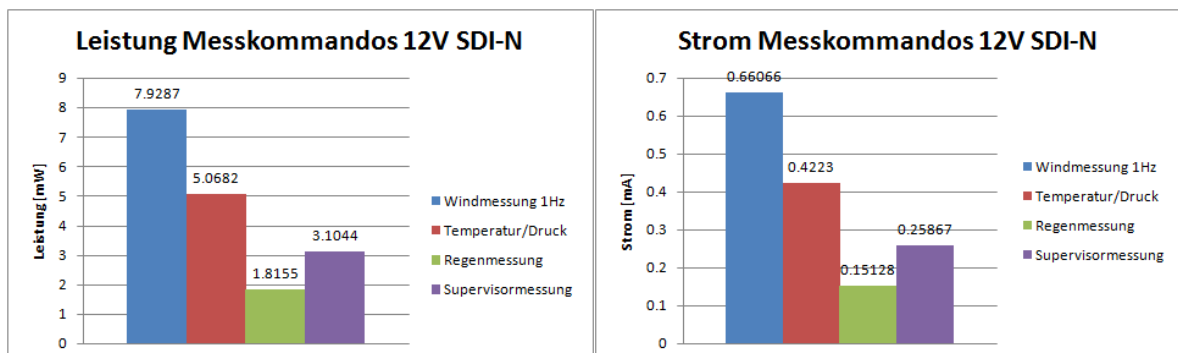 Leistung Messkommandos 12V SDI-N
Leistung [mW]
9
8
7
6
5
4
3
2
1
0
7.9287
5.0682
1.8155
3.1044
Windmessung 1Hz
Temperatur/Druck
Regenmessung
Supervisormessung
Strom Messkommandos 12V SDI-N
Strom [mA]
0.7
0.6
0.5
0.4
0.3
0.2
0.1
0
0.66066
0.4223
0.15128
0.25867
Windmessung 1Hz
Temperatur/Druck
Regenmessung
Supervisormessung